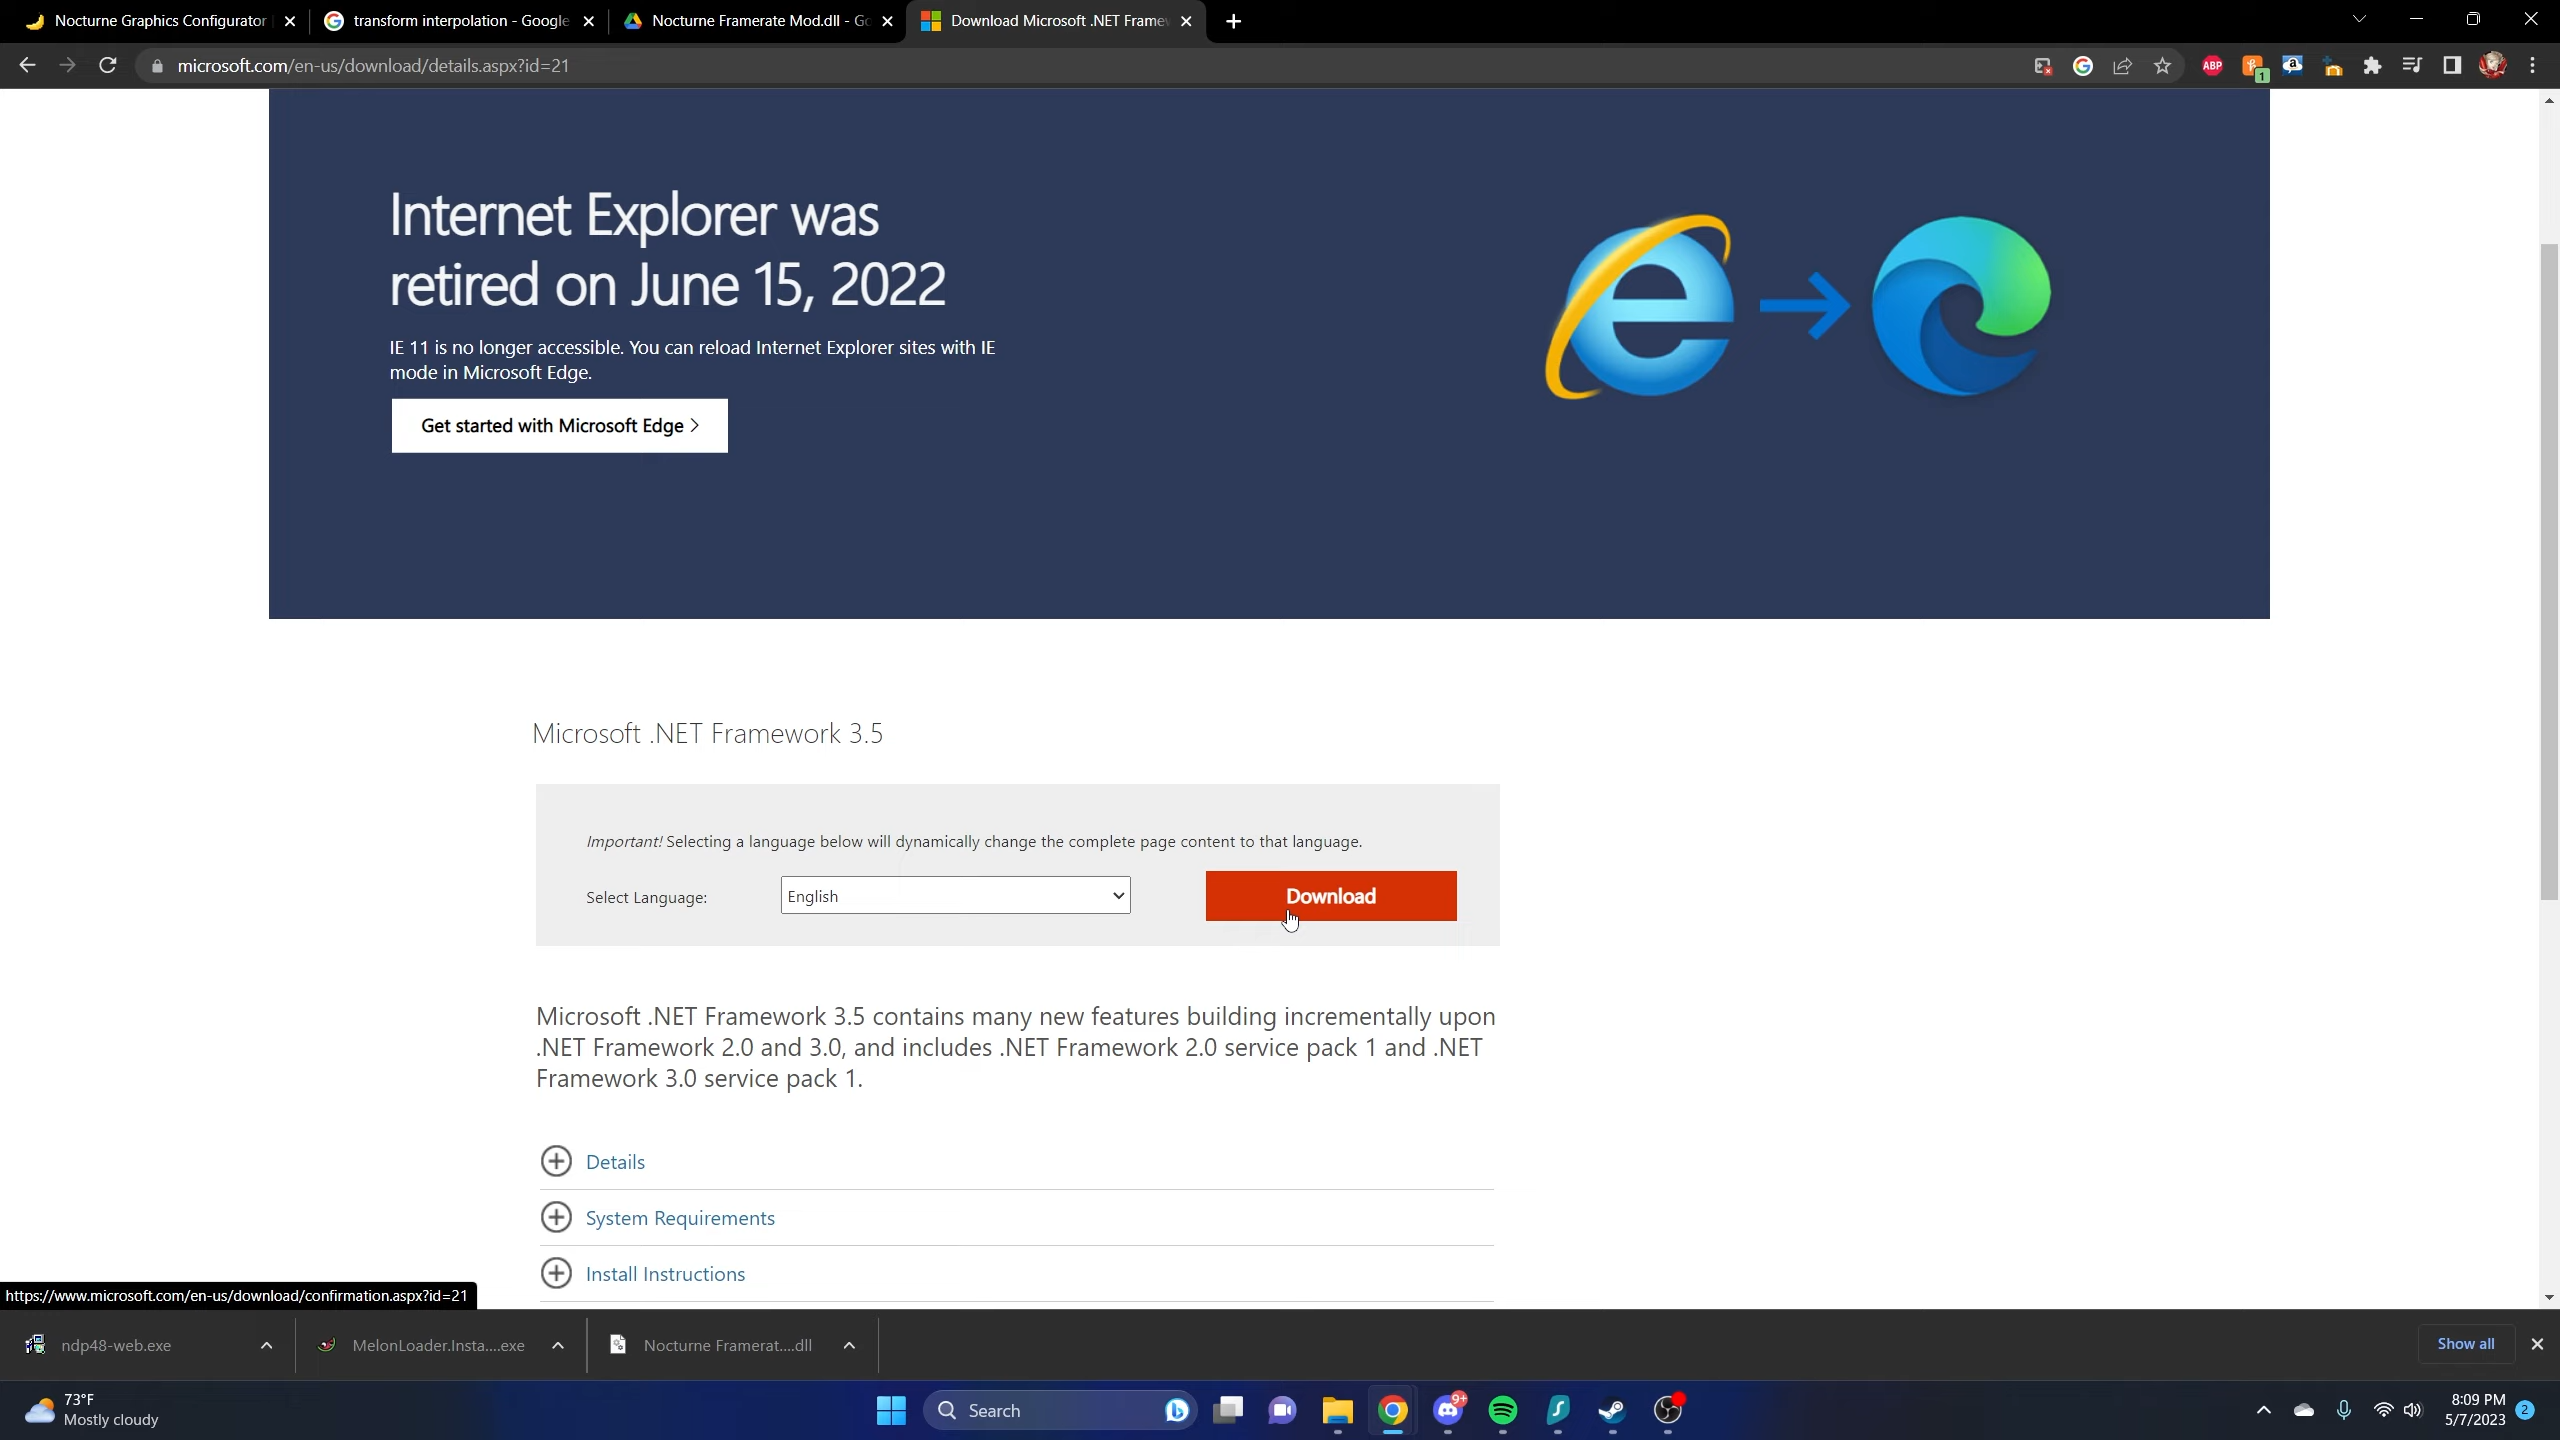 Nocturne Graphics Configurator
transform interpolation - Google
Nocturne Framerate Mod.dll - Go
Download Microsoft .NET Framew
microsoft.com/en-us/download/details.aspx?id=21
ABP
1
Internet Explorer was
retired on June 15, 2022
IE 11 is no longer accessible. You can reload Internet Explorer sites with IE
mode in Microsoft Edge.
Get started with Microsoft Edge >
Microsoft .NET Framework 3.5
Important! Selecting a language below will dynamically change the complete page content to that language.
Select Language:
English
Download
Microsoft .NET Framework 3.5 contains many new features building incrementally upon
.NET Framework 2.0 and 3.0, and includes .NET Framework 2.0 service pack 1 and .NET
Framework 3.0 service pack 1.
Details
System Requirements
Install Instructions
https://www.microsoft.com/en-us/download/confirmation.aspx?id=21
ndp48-web.exe
MelonLoader.Insta....exe
Nocturne Framerat....dll
Show all
73°F
Mostly cloudy
Search
9+
8:09 PM
5/7/2023
2